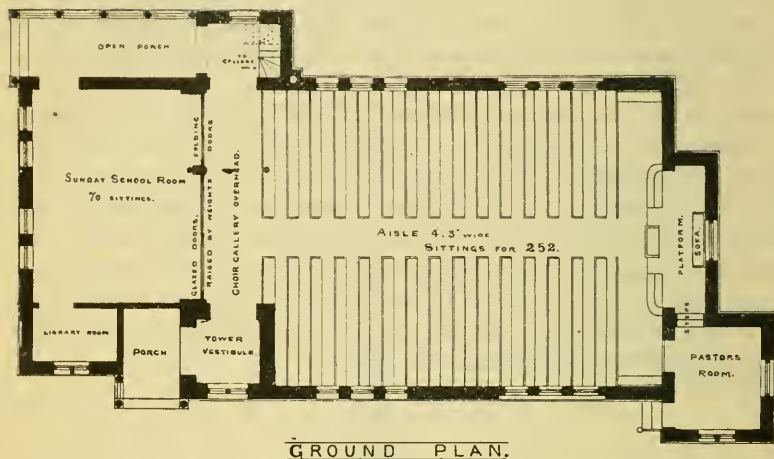 OPEN PORCH
TO
GALLERY
SUNDAY SCHOOL ROOM
70 SITTINGS.
GLAZED DOORS, FOLDING
RAISED BY WEIGHTS DOORS
CHOIR GALLERY OVERHEAD.
AISLE 4.3" WIDE
SITTINGS FOR 252.
PLATFORM.
SOFA.
STEPS
LIBRARY ROOM
PORCH
TOWER
VESTIBULE.
PASTORS
ROOM.
GROUND PLAN.